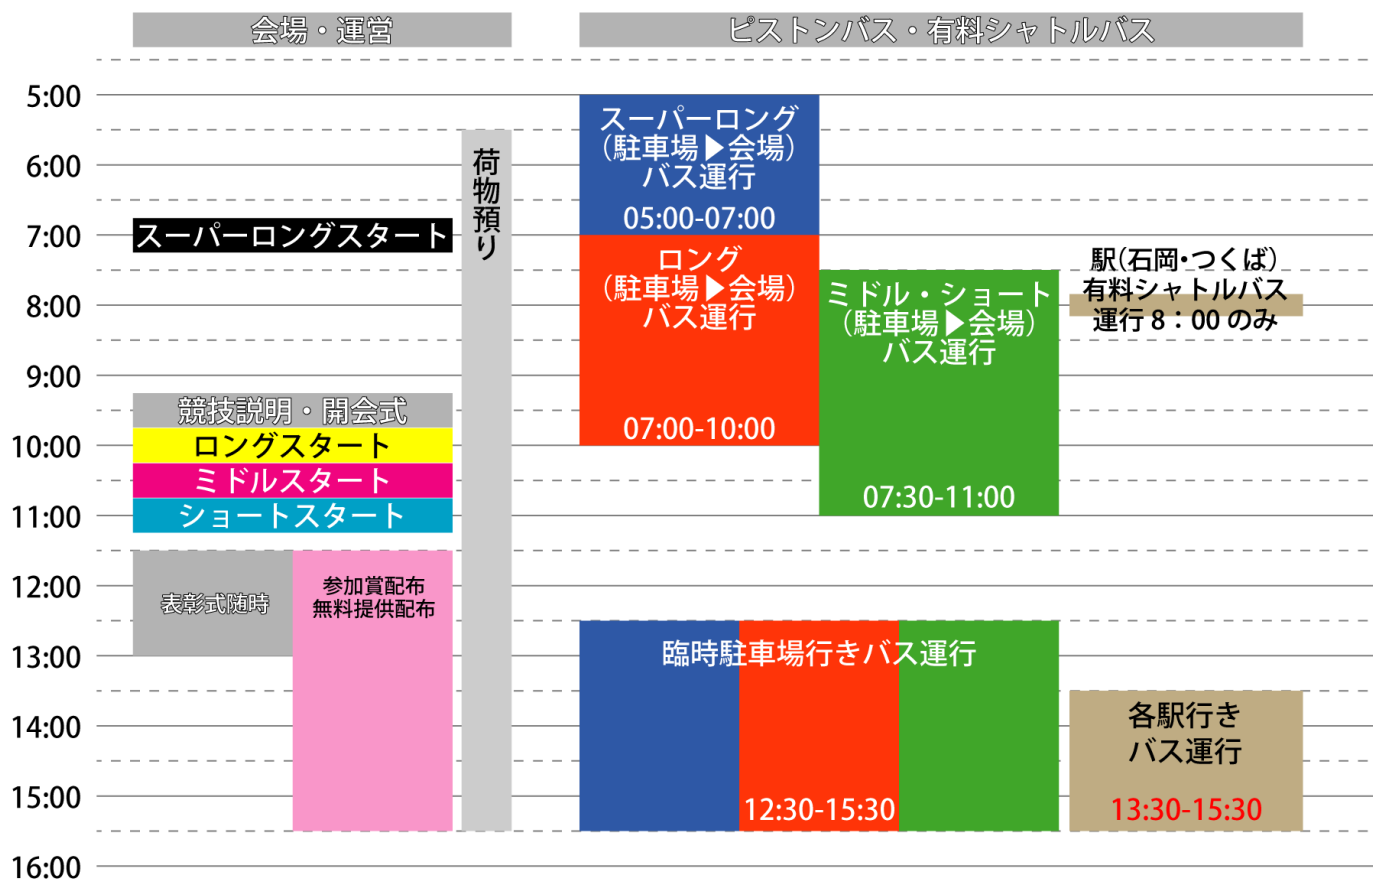 会場・運営
ピストンバス・有料シャトルバス
5:00
6:00
7:00
8:00
9:00
10:00
11:00
12:00
13:00
14:00
15:00
16:00
スーパーロングスタート
競技説明・開会式
ロングスタート
ミドルスタート
ショートスタート
表彰式随時
参加賞配布
無料提供配布
荷物預り
スーパーロング
(駐車場▶会場)
バス運行
05:00-07:00
ロング
(駐車場▶会場)
バス運行
07:00-10:00
ミドル・ショート
(駐車場▶会場)
バス運行
07:30-11:00
駅(石岡・つくば)
有料シャトルバス
運行8：00のみ
臨時駐車場行きバス運行
12:30-15:30
各駅行き
バス運行
13:30-15:30